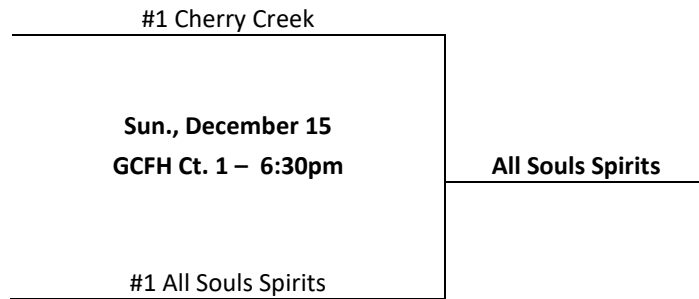 #1 Cherry Creek
Sun., December 15
GCFH Ct. 1 – 6:30pm
All Souls Spirits
#1 All Souls Spirits